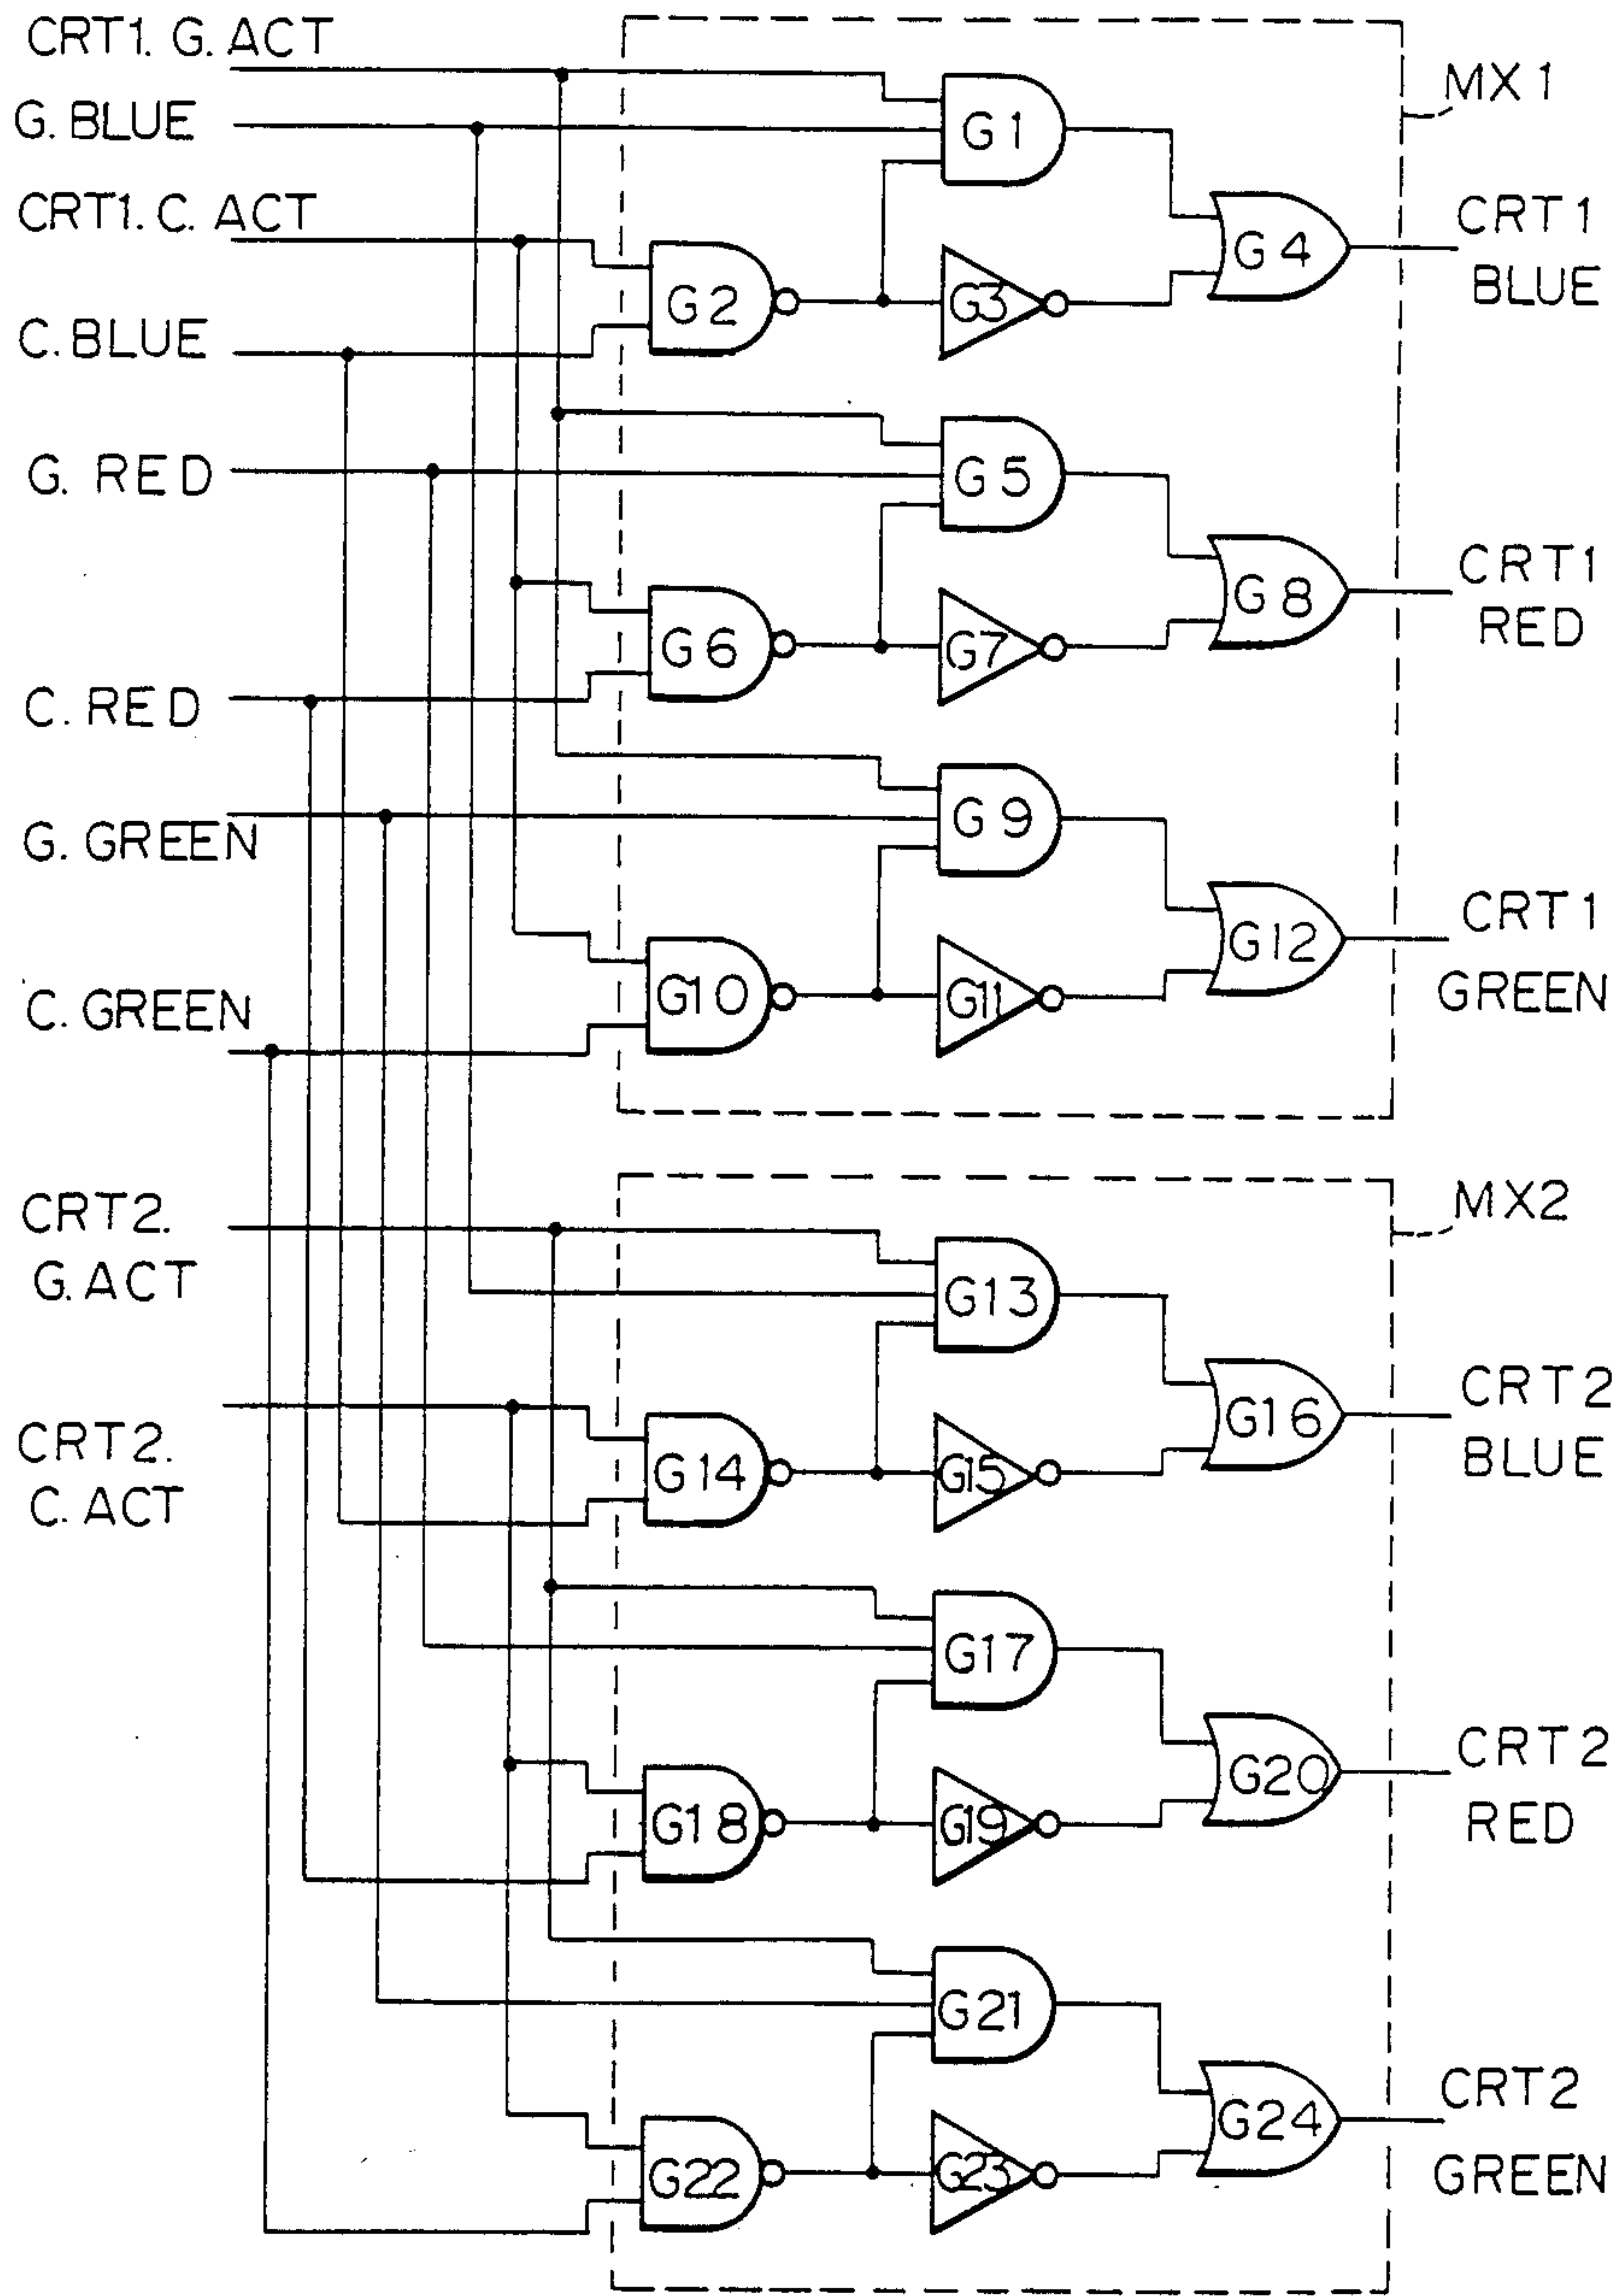 CRT1. G. ACT
G. BLUE
CRT1. C. ACT
C. BLUE
G. RED
C. RED
G. GREEN
C. GREEN
CRT2.
G. ACT
CRT2.
C. ACT
MX1
G1
G2
G3
G4
CRT1
BLUE
G5
G6
G7
G8
CRT1
RED
G9
G10
G11
G12
CRT1
GREEN
MX2
G13
G14
G15
G16
CRT2
BLUE
G17
G18
G19
G20
CRT2
RED
G21
G22
G23
G24
CRT2
GREEN